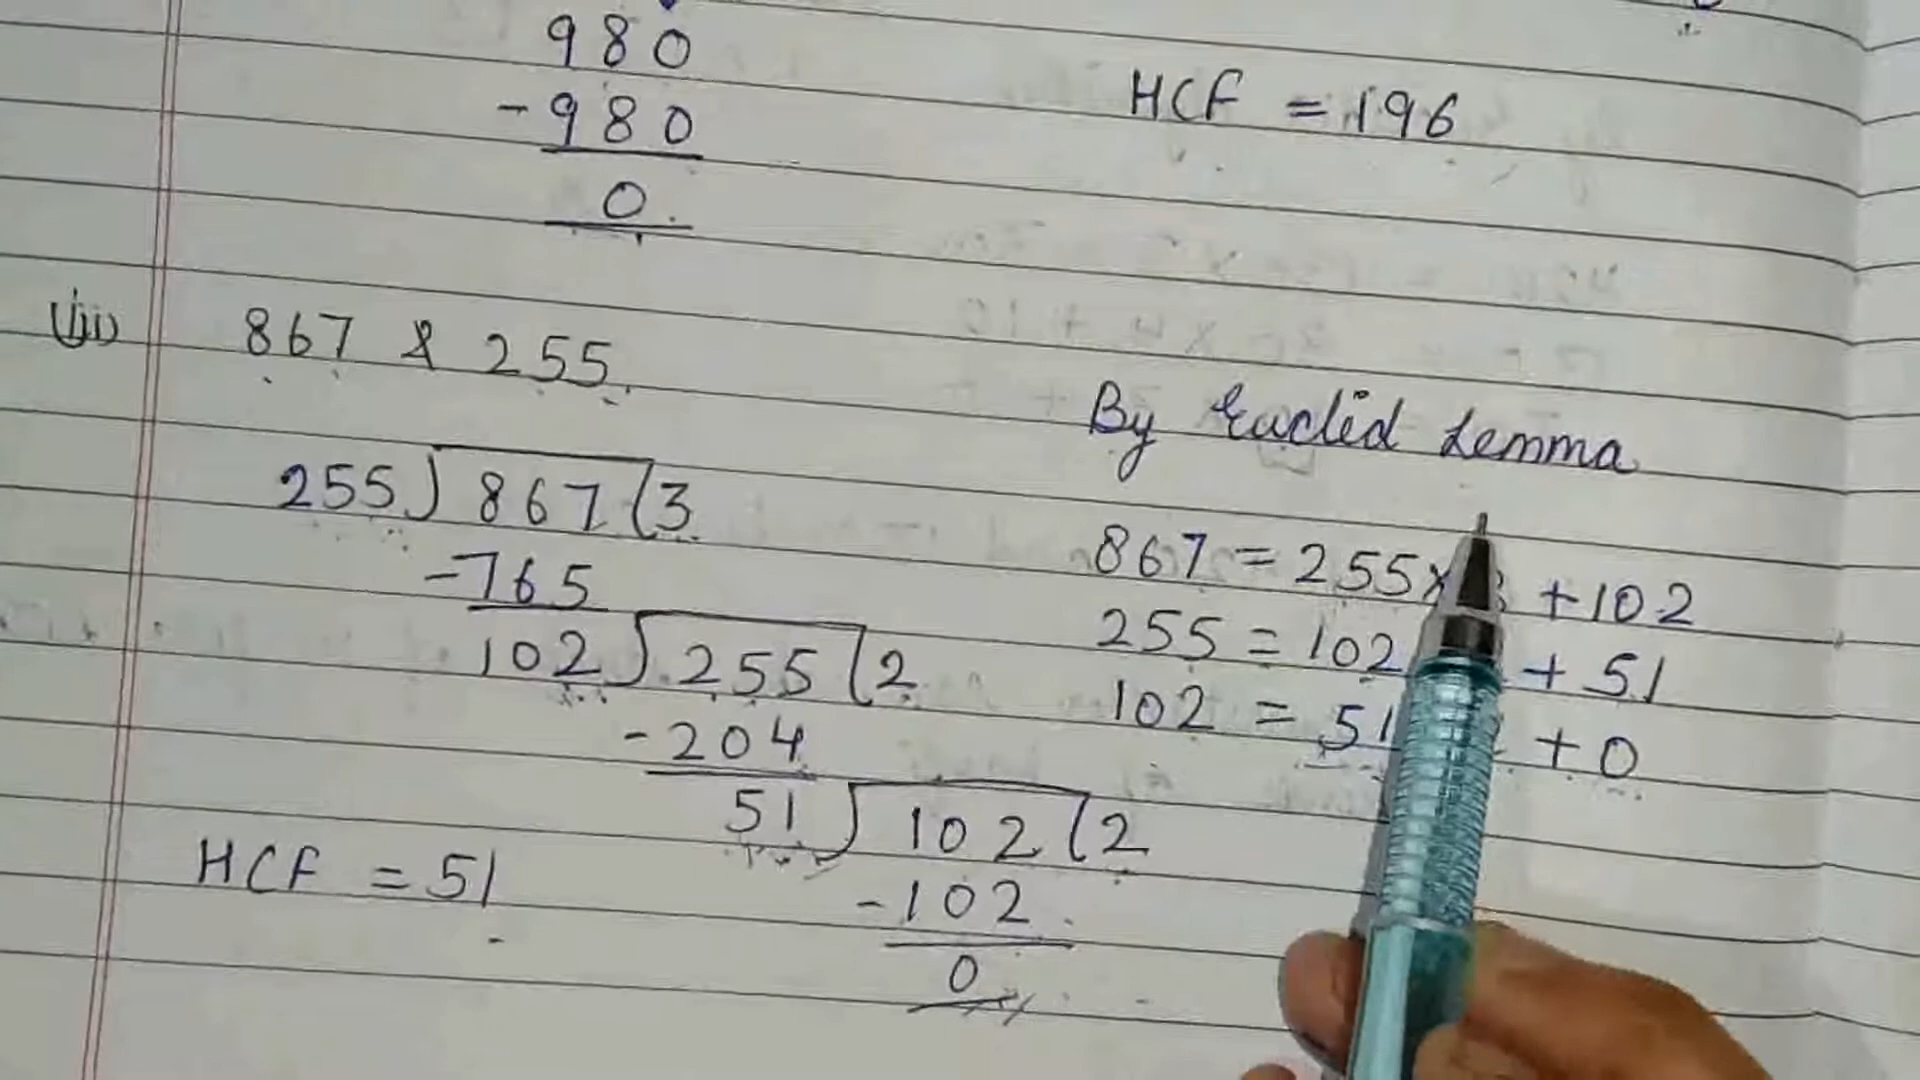 980
-980
0
HCF = 196
(iii) 867 & 255
255)867(3
-765
102)255(2
-204
51)102(2
-102
0
HCF = 51
By Euclid Lemma
867 = 255× + 102
255 = 102 + 51
102 = 51 + 0